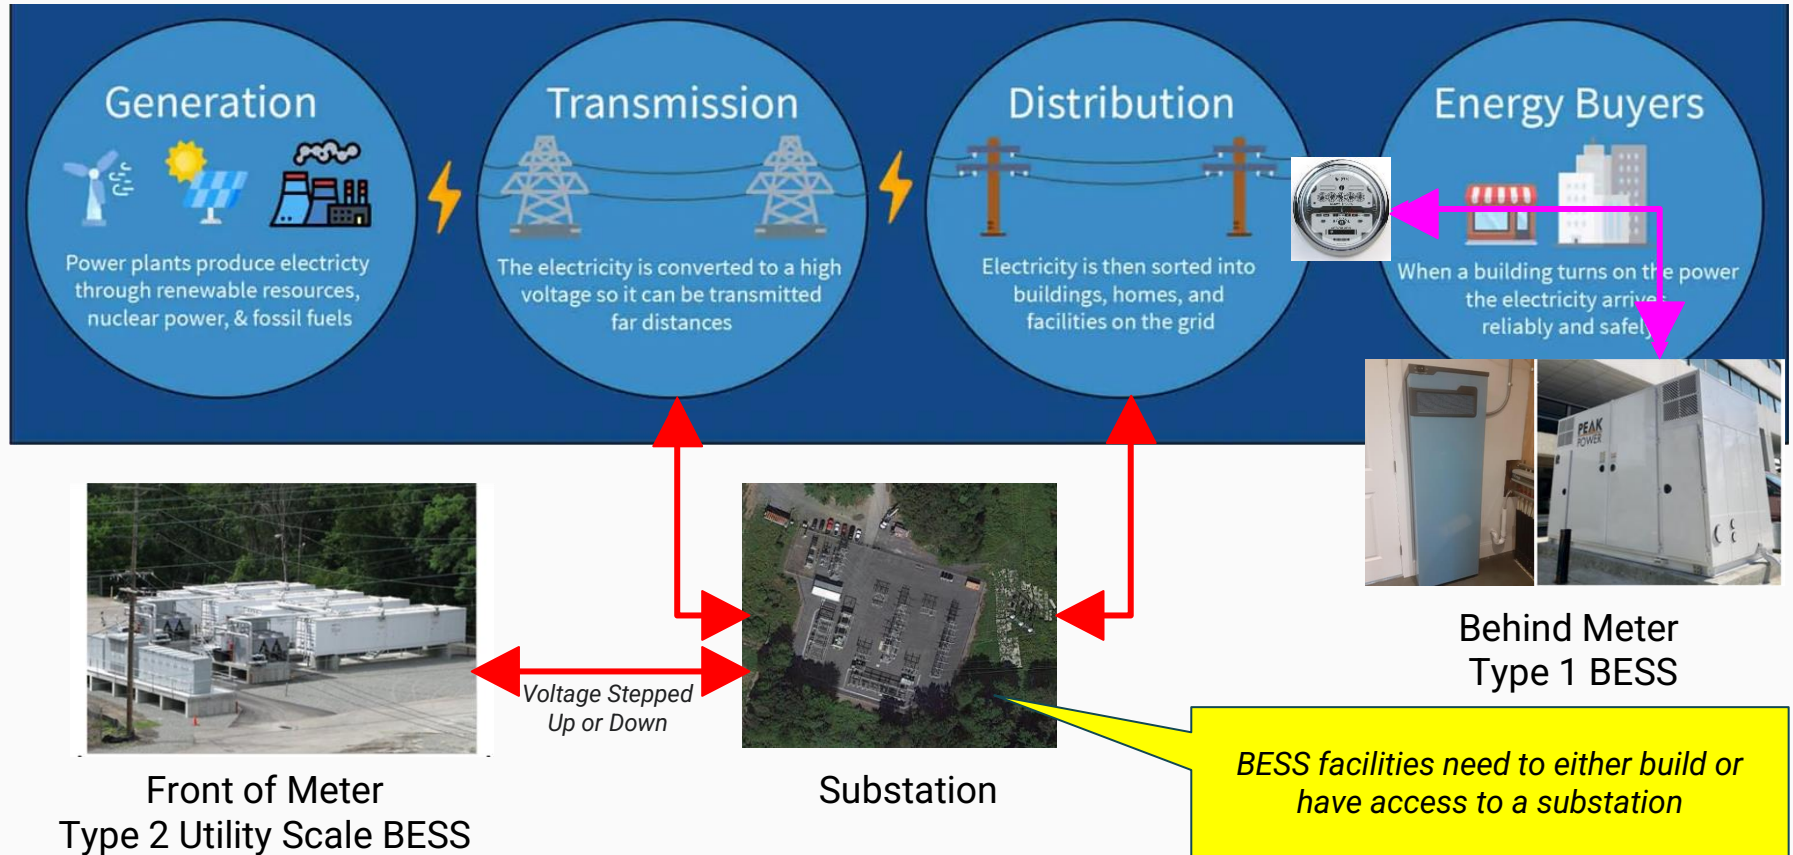 Generation
Power plants produce electricty
through renewable resources,
nuclear power, & fossil fuels
Transmission
The electricity is converted to a high
voltage so it can be transmitted
far distances
Distribution
Electricity is then sorted into
buildings, homes, and
facilities on the grid
Energy Buyers
When a building turns on the power
the electricity arrives
reliably and safely
PEAK
POWER
Behind Meter
Type 1 BESS
Voltage Stepped
Up or Down
Front of Meter
Type 2 Utility Scale BESS
Substation
BESS facilities need to either build or
have access to a substation